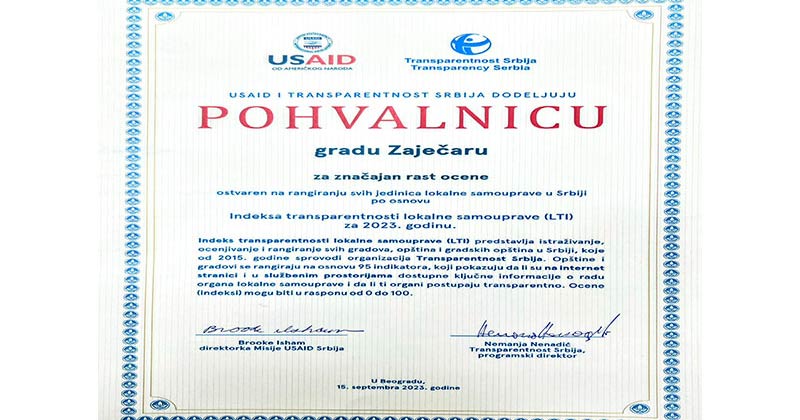 USAID
OD AMERIČKOG NARODA
Transparentnost Srbija
Transparency Serbia
USAID I TRANSPARENTNOST SRBIJA DODELJUJU
POHVALNICU
gradu Zaječaru
za značajan rast ocene
ostvaren na rangiranju svih jedinica lokalne samouprave u Srbiji
po osnovu
Indeksa transparentnosti lokalne samouprave (LTI)
za 2023. godinu.
Indeks transparentnosti lokalne samouprave (LTI) predstavlja istraživanje,
ocenjivanje i rangiranje svih gradova, opština i gradskih opština u Srbiji, koje
od 2015. godine sprovodi organizacija Transparentnost Srbija. Opštine i
gradovi se rangiraju na osnovu 95 indikatora, koji pokazuju da li su na internet
stranici i u službenim prostorijama dostupne ključne informacije o radu
organa lokalne samouprave i da li ti organi postupaju transparentno. Ocene
(indeksi) mogu biti u rasponu od 0 do 100.
Brooke Isham
direktorka Misije USAID Srbija
Nemanja Nenadić
Transparentnost Srbija,
programski direktor
U Beogradu,
15. septembra 2023. godine